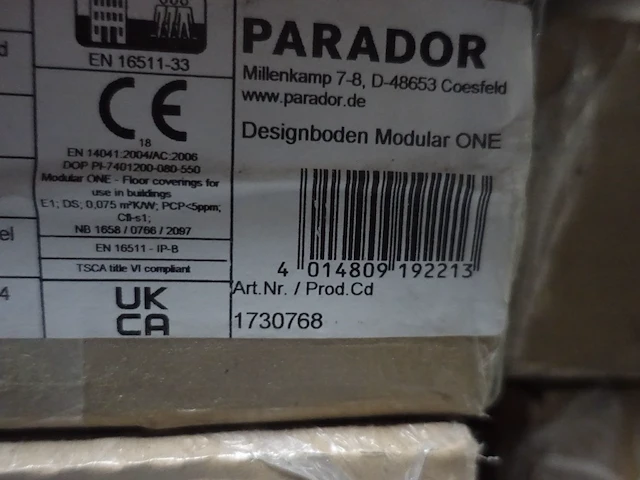 EN 16511-33
CE
18
EN 14041:2004/AC:2006
DOP PI-7401200-080-550
Modular ONE - Floor coverings for
use in buildings
E1; DS; 0,075 m²K/W; PCP<5ppm;
Cfl-s1;
NB 1658 / 0766 / 2097
EN 16511 - IP-B
TSCA title VI compliant
UK
CA
PARADOR
Millenkamp 7-8, D-48653 Coesfeld
www.parador.de
Designboden Modular ONE
4 014809 192213
Art.Nr. / Prod.Cd
1730768
d
el
4